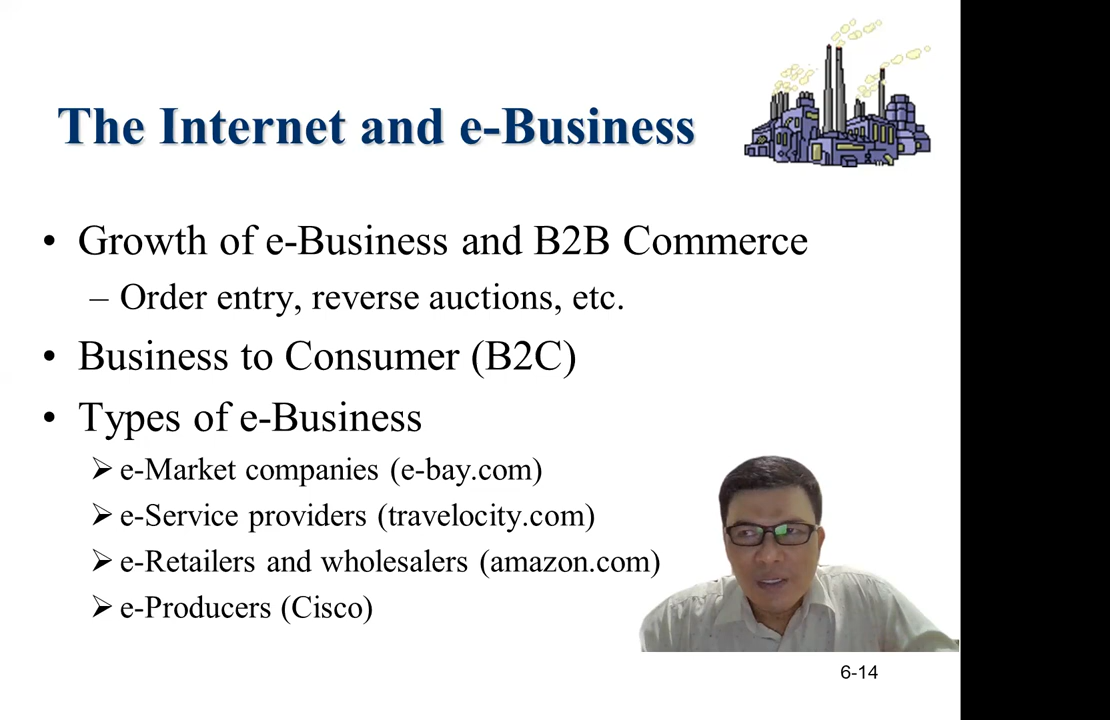 The Internet and e-Business
• Growth of e-Business and B2B Commerce
– Order entry, reverse auctions, etc.
• Business to Consumer (B2C)
• Types of e-Business
➢ e-Market companies (e-bay.com)
➢ e-Service providers (travelocity.com)
➢ e-Retailers and wholesalers (amazon.com)
➢ e-Producers (Cisco)
6-14